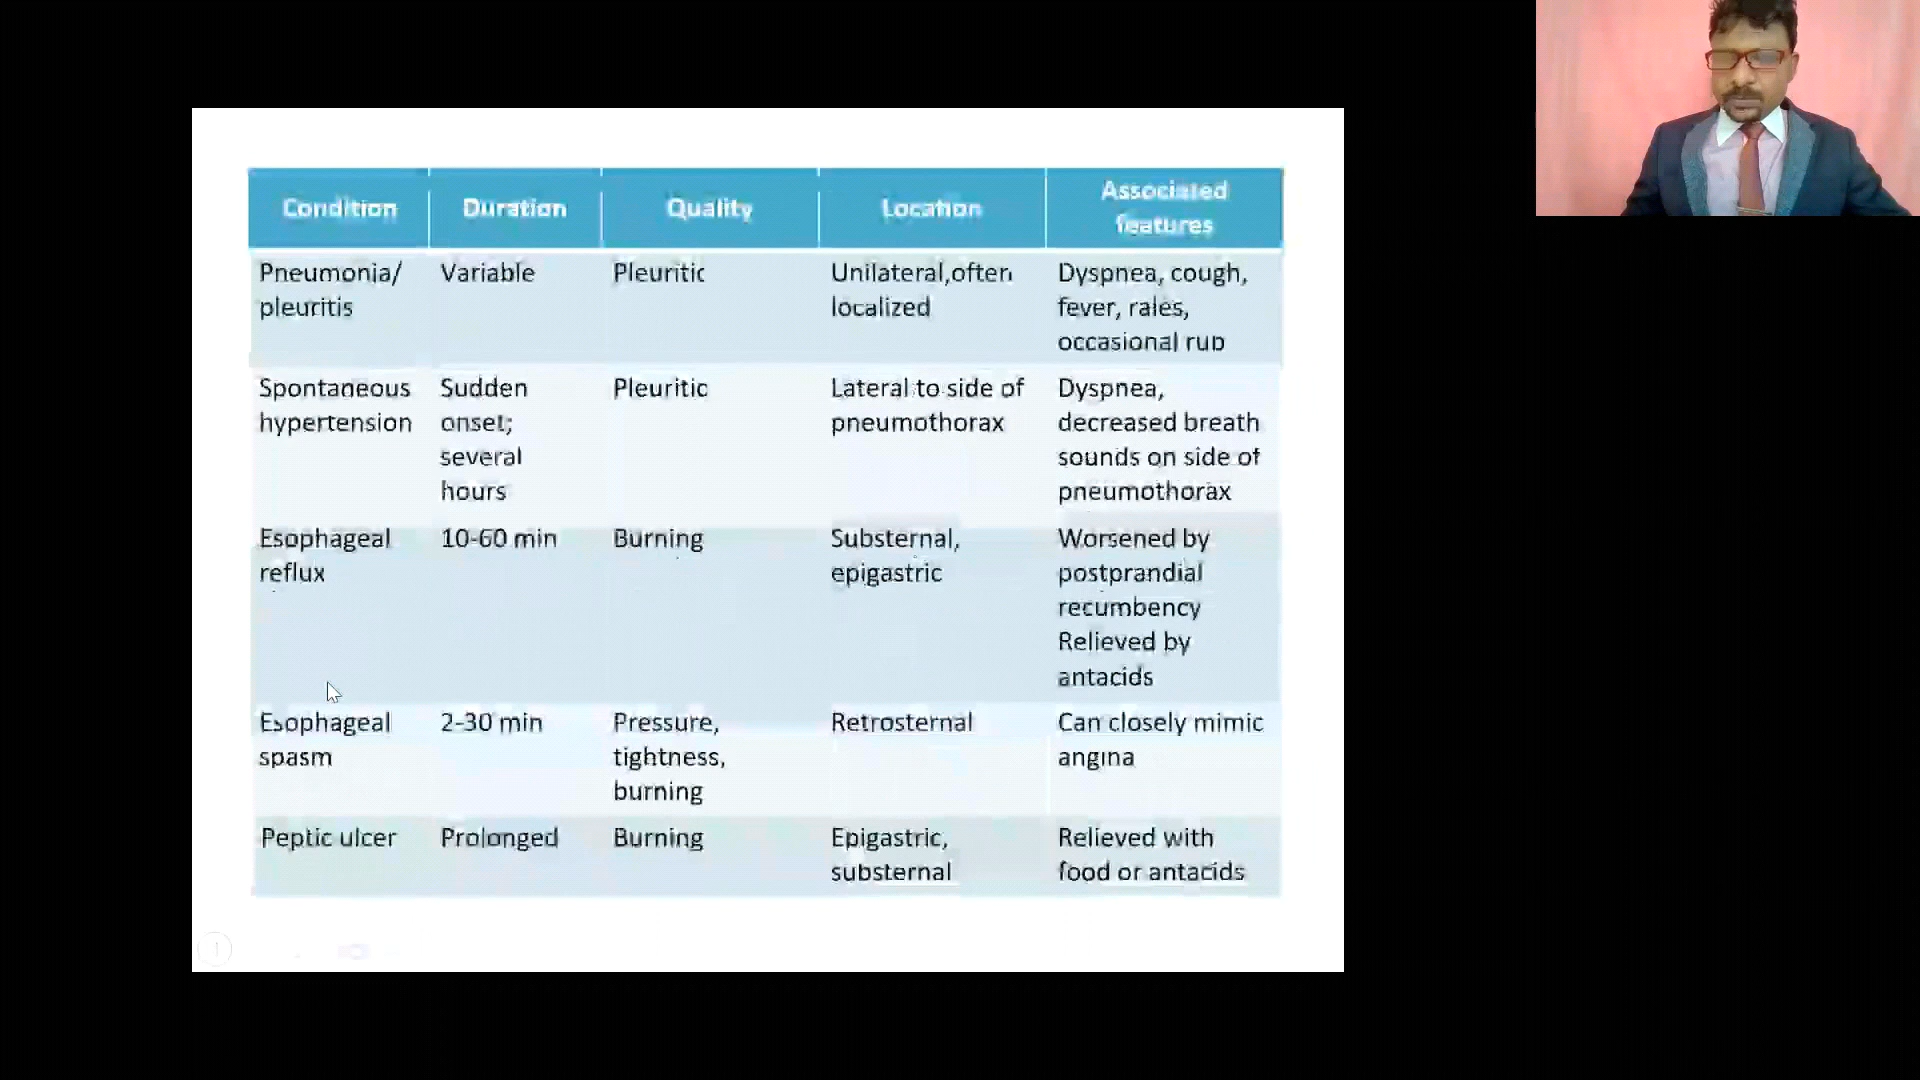 Condition Duration Quality Location Associated features
Pneumonia/ Variable Pleuritic Unilateral,often Dyspnea, cough,
pleuritis localized fever, rales,
occasional rub
Spontaneous Sudden Pleuritic Lateral to side of Dyspnea,
hypertension onset; pneumothorax decreased breath
several sounds on side of
hours pneumothorax
Esophageal 10-60 min Burning Substernal, Worsened by
reflux epigastric postprandial
recumbency
Relieved by
antacids
Esophageal 2-30 min Pressure, Retrosternal Can closely mimic
spasm tightness, angina
burning
Peptic ulcer Prolonged Burning Epigastric, Relieved with
substernal food or antacids